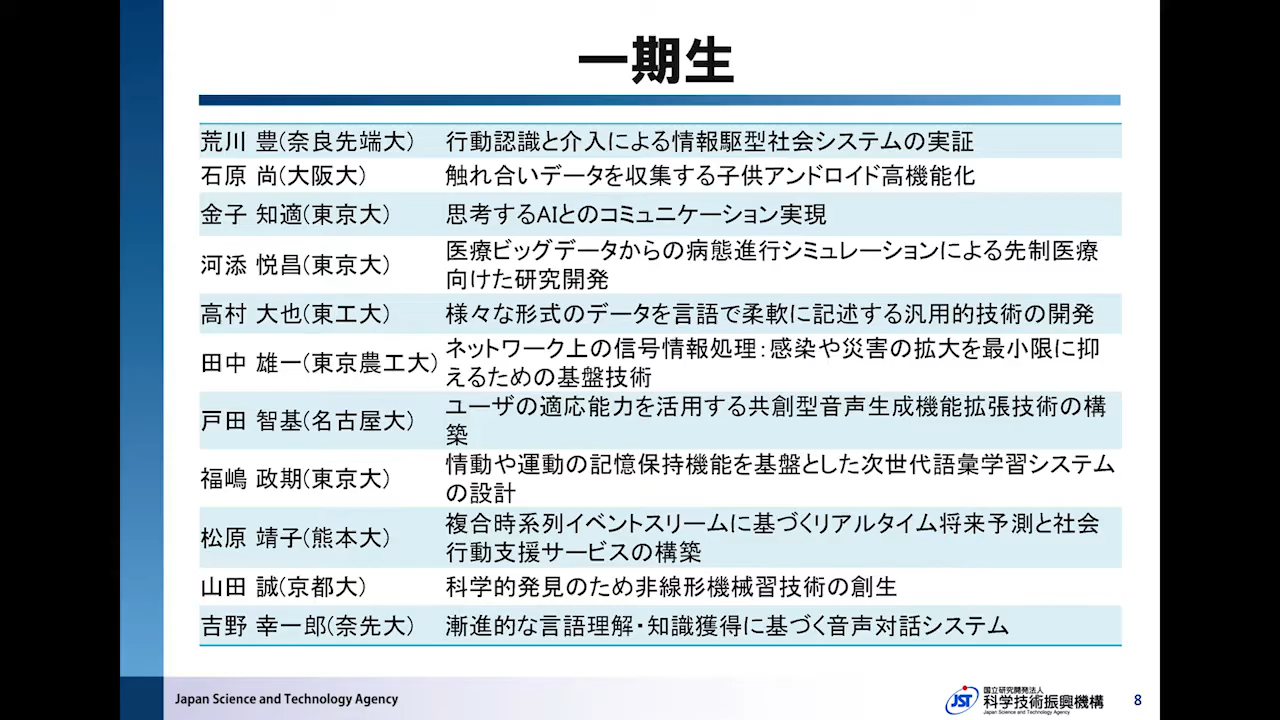 一期生
荒川 豊(奈良先端大) 行動認識と介入による情報駆型社会システムの実証
石原 尚(大阪大) 触れ合いデータを収集する子供アンドロイド高機能化
金子 知適(東京大) 思考するAIとのコミュニケーション実現
河添 悦昌(東京大) 医療ビッグデータからの病態進行シミュレーションによる先制医療
向けた研究開発
高村 大也(東工大) 様々な形式のデータを言語で柔軟に記述する汎用的技術の開発
田中 雄一(東京農工大) ネットワーク上の信号情報処理:感染や災害の拡大を最小限に抑
えるための基盤技術
戸田 智基(名古屋大) ユーザの適応能力を活用する共創型音声生成機能拡張技術の構
築
福嶋 政期(東京大) 情動や運動の記憶保持機能を基盤とした次世代語彙学習システム
の設計
松原 靖子(熊本大) 複合時系列イベントスリームに基づくリアルタイム将来予測と社会
行動支援サービスの構築
山田 誠(京都大) 科学的発見のため非線形機械習技術の創生
吉野 幸一郎(奈先大) 漸進的な言語理解・知識獲得に基づく音声対話システム
Japan Science and Technology Agency
JST
国立研究開発法人
科学技術振興機構
Japan Science and Technology Agency
8